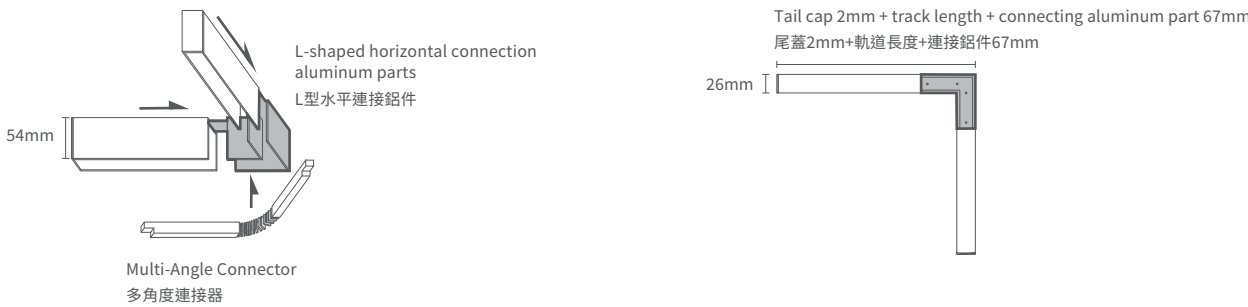 L-shaped horizontal connection
aluminum parts
L型水平連接鋁件
54mm
Multi-Angle Connector
多角度連接器
Tail cap 2mm + track length + connecting aluminum part 67mm
尾蓋2mm+軌道長度+連接鋁件67mm
26mm